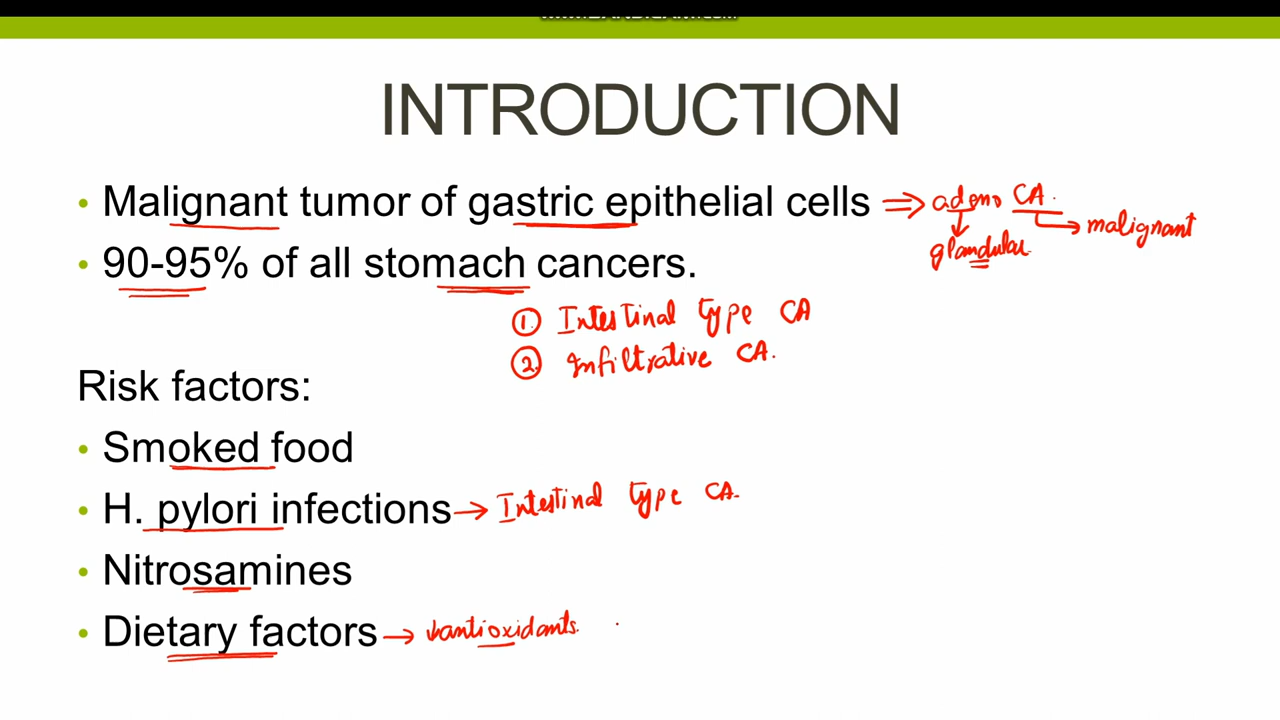 INTRODUCTION
• Malignant tumor of gastric epithelial cells ⇒ adeno CA.
→ malignant
glandular
• 90-95% of all stomach cancers.
① Intestinal type CA
② Infiltrative CA.
Risk factors:
• Smoked food
• H. pylori infections → Intestinal type CA.
• Nitrosamines
• Dietary factors → ↓antioxidants.